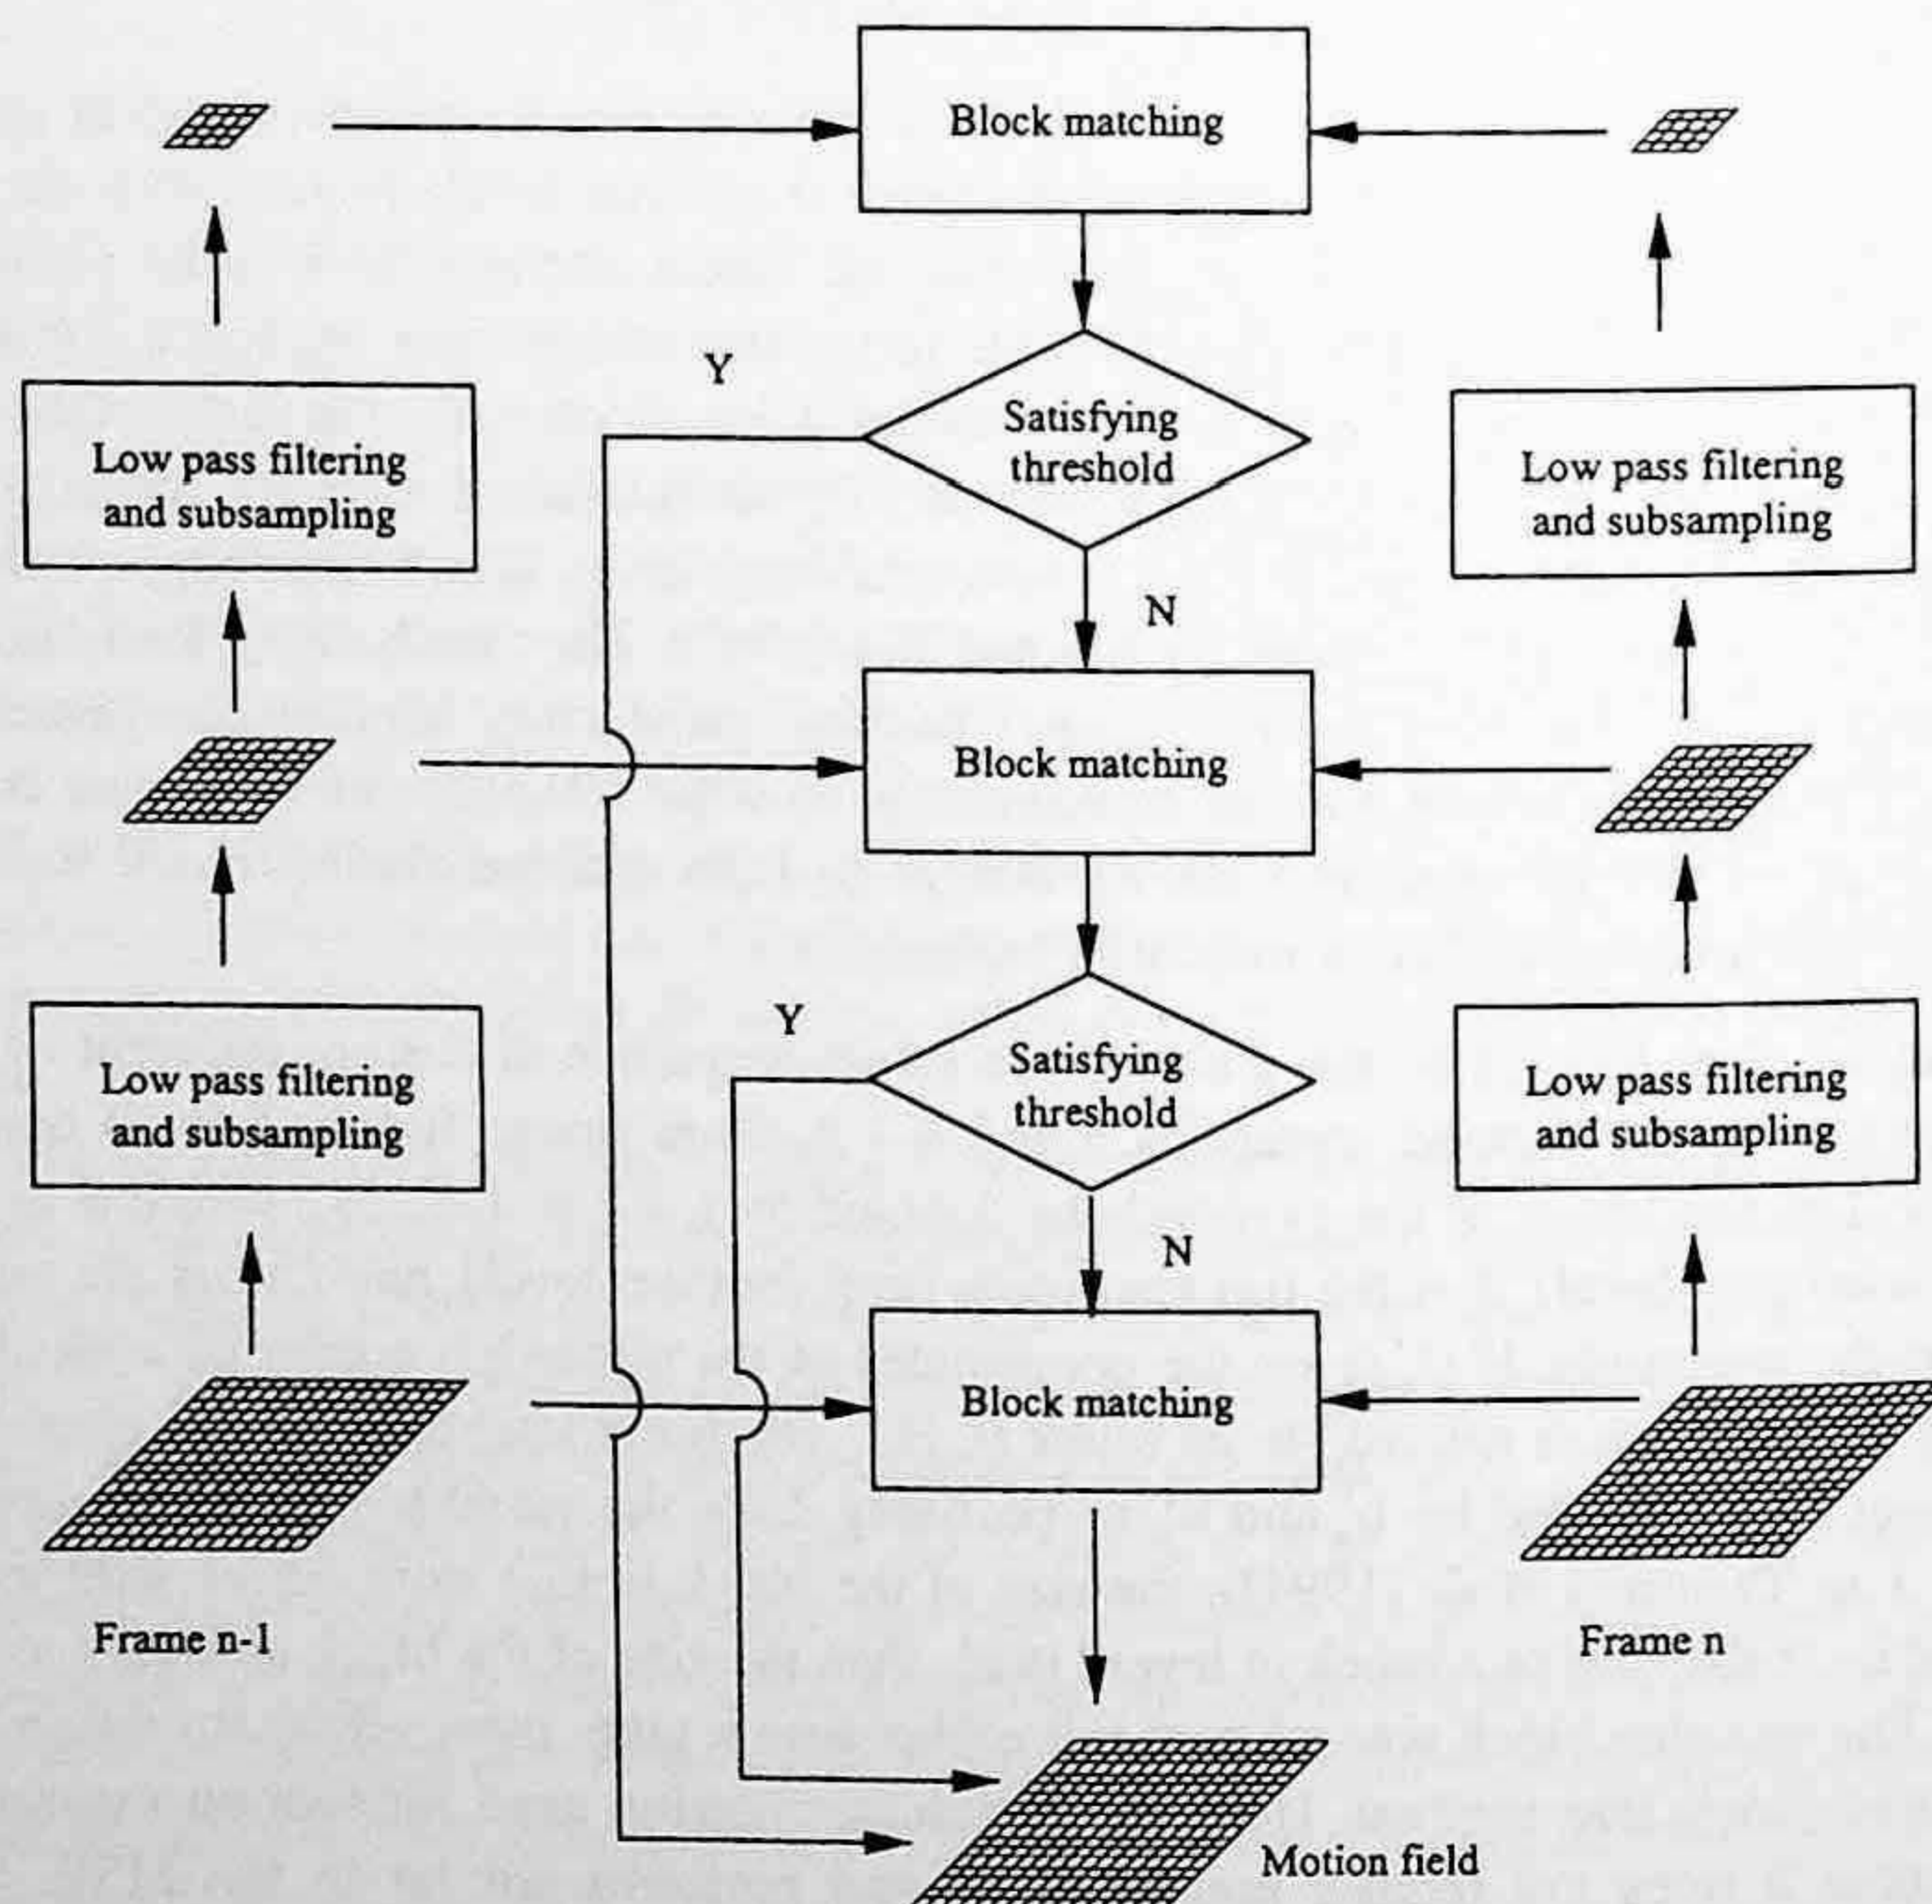 Block matching
Y
Satisfying
threshold
Low pass filtering
and subsampling
Low pass filtering
and subsampling
N
Block matching
Y
Satisfying
threshold
Low pass filtering
and subsampling
Low pass filtering
and subsampling
N
Block matching
Frame n-1
Frame n
Motion field